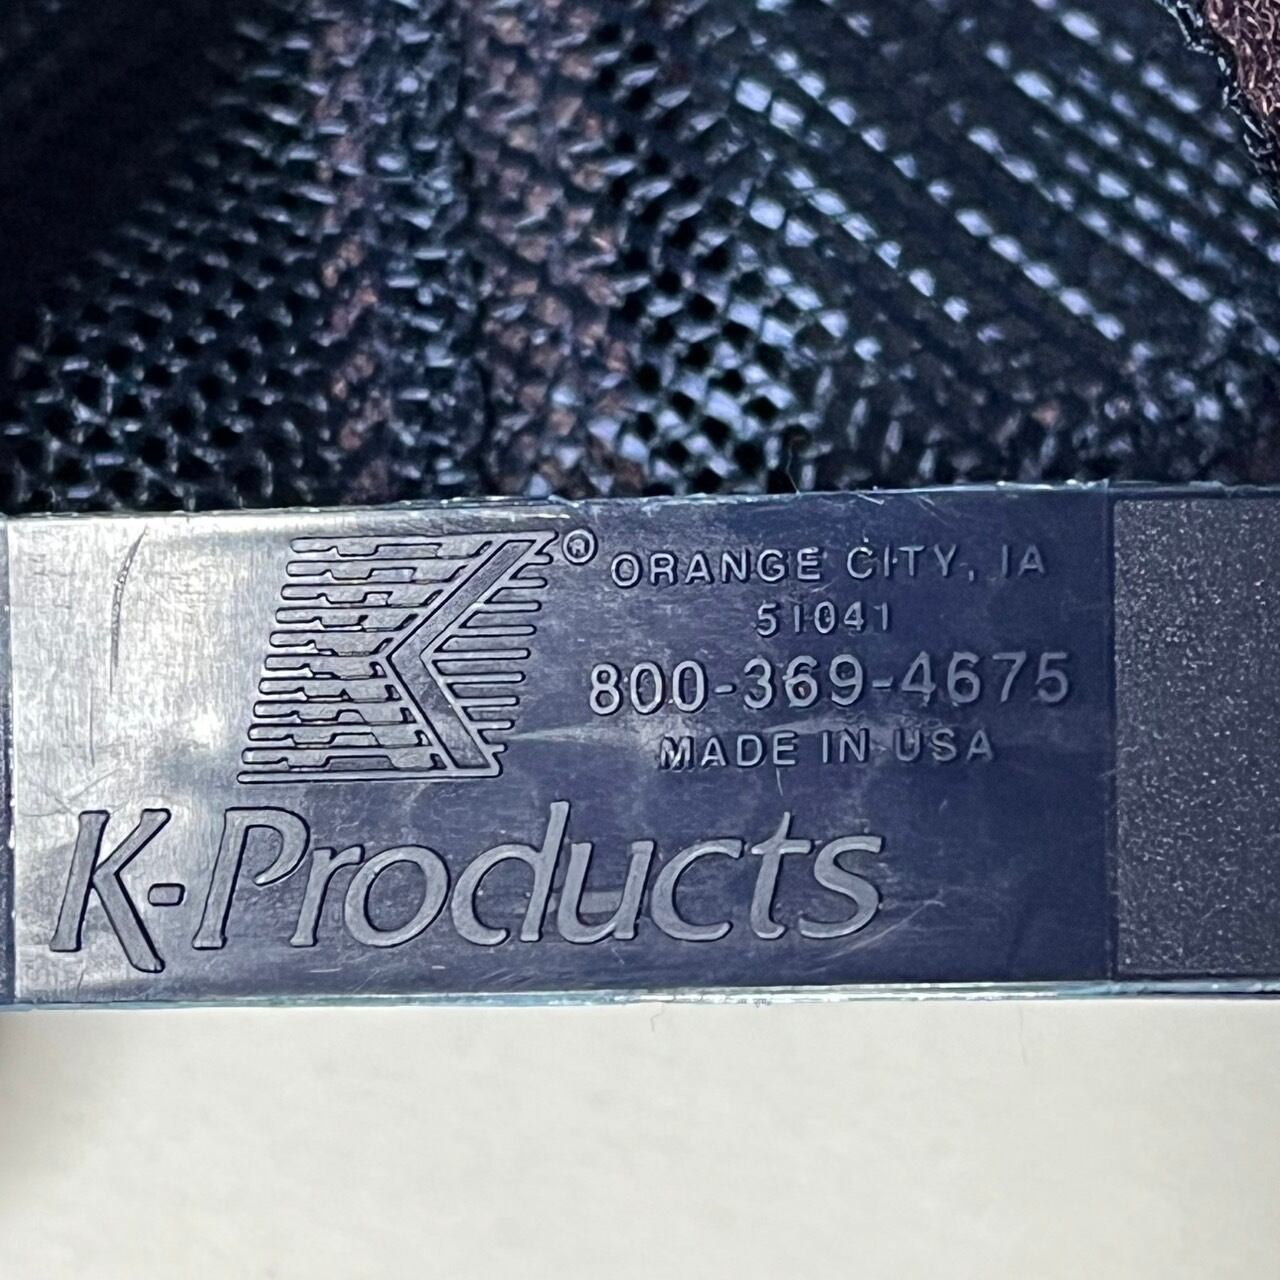 K® ORANGE CITY, IA
51041
800-369-4675
MADE IN USA
K-Products